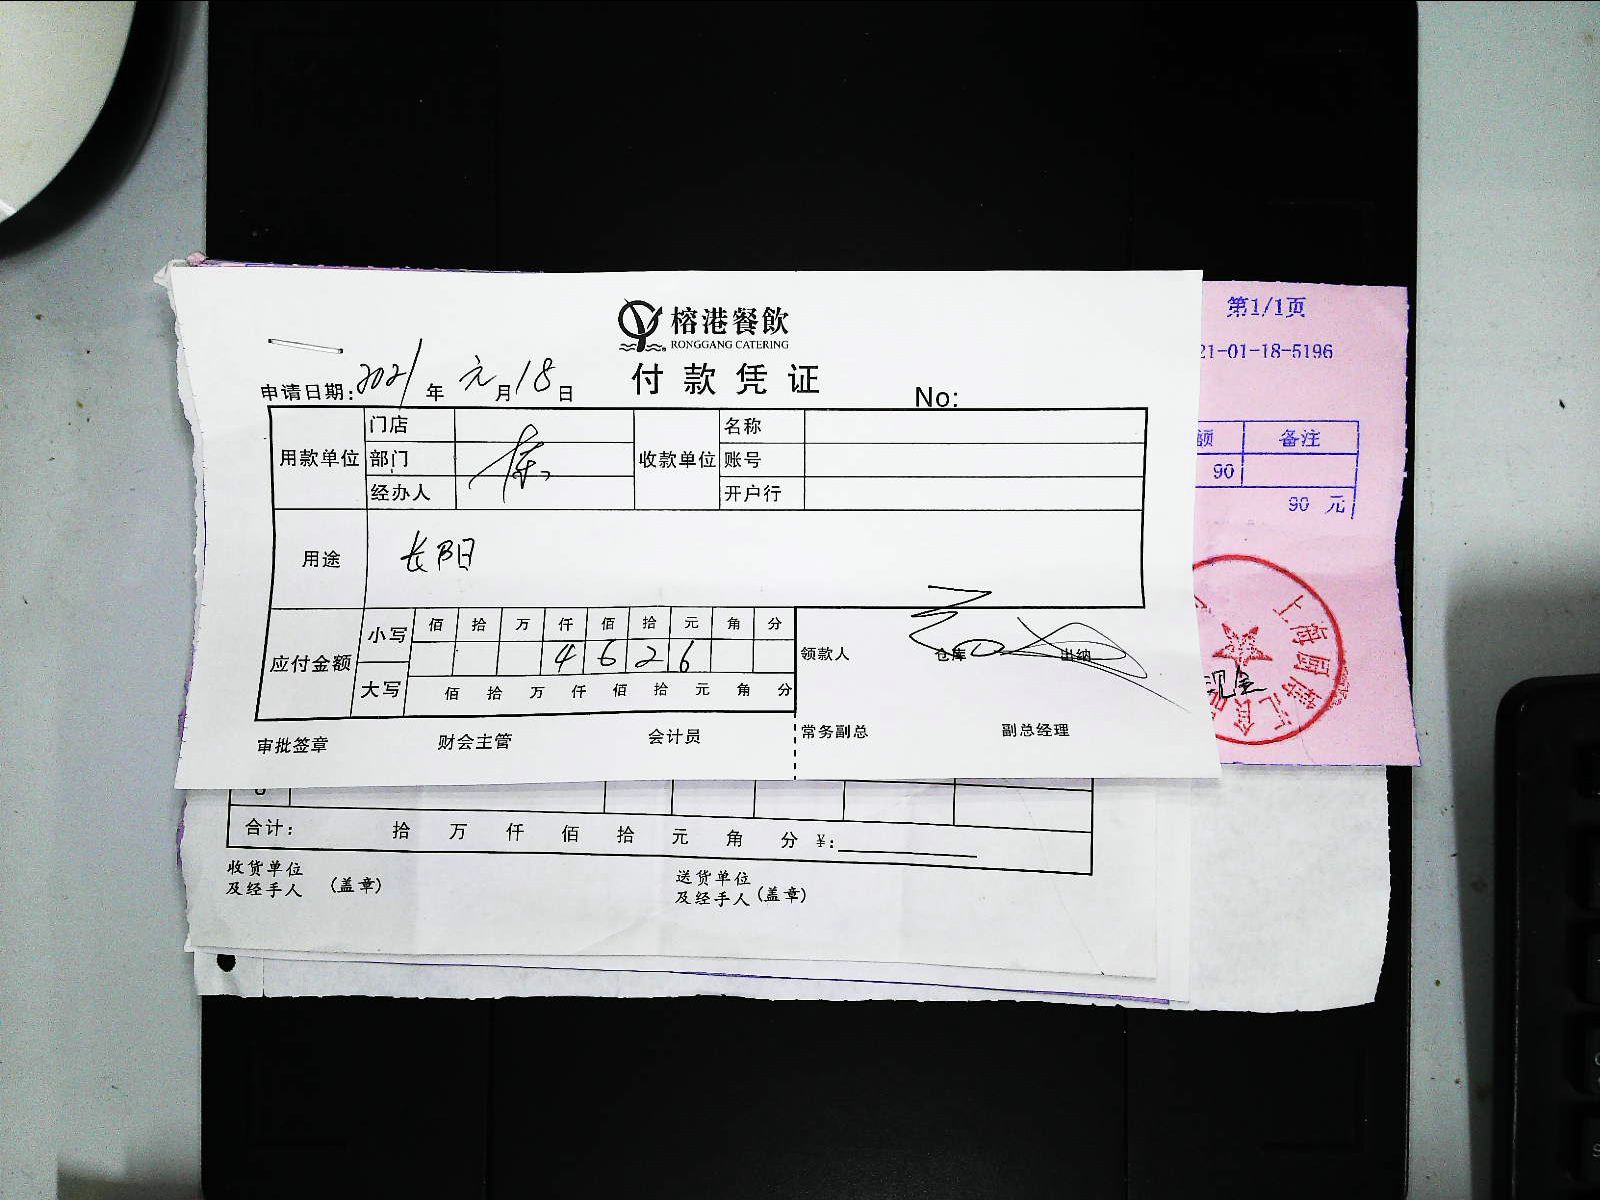 榕港餐飲
RONGGANG CATERING
付款凭证
申请日期: 2021 年 元 月 18 日
No:
用款单位
门店
部门
经办人
收款单位
名称
账号
开户行
用途
长阳
应付金额
小写
佰 拾 万 仟 佰 拾 元 角 分
4 6 2 6
大写
佰 拾 万 仟 佰 拾 元 角 分
领款人
仓库
出纳
审批签章
财会主管
会计员
常务副总
副总经理
第1/1页
21-01-18-5196
额 备注
90
90 元
现金
合计: 拾 万 仟 佰 拾 元 角 分 ¥:
收货单位
及经手人 (盖章)
送货单位
及经手人 (盖章)